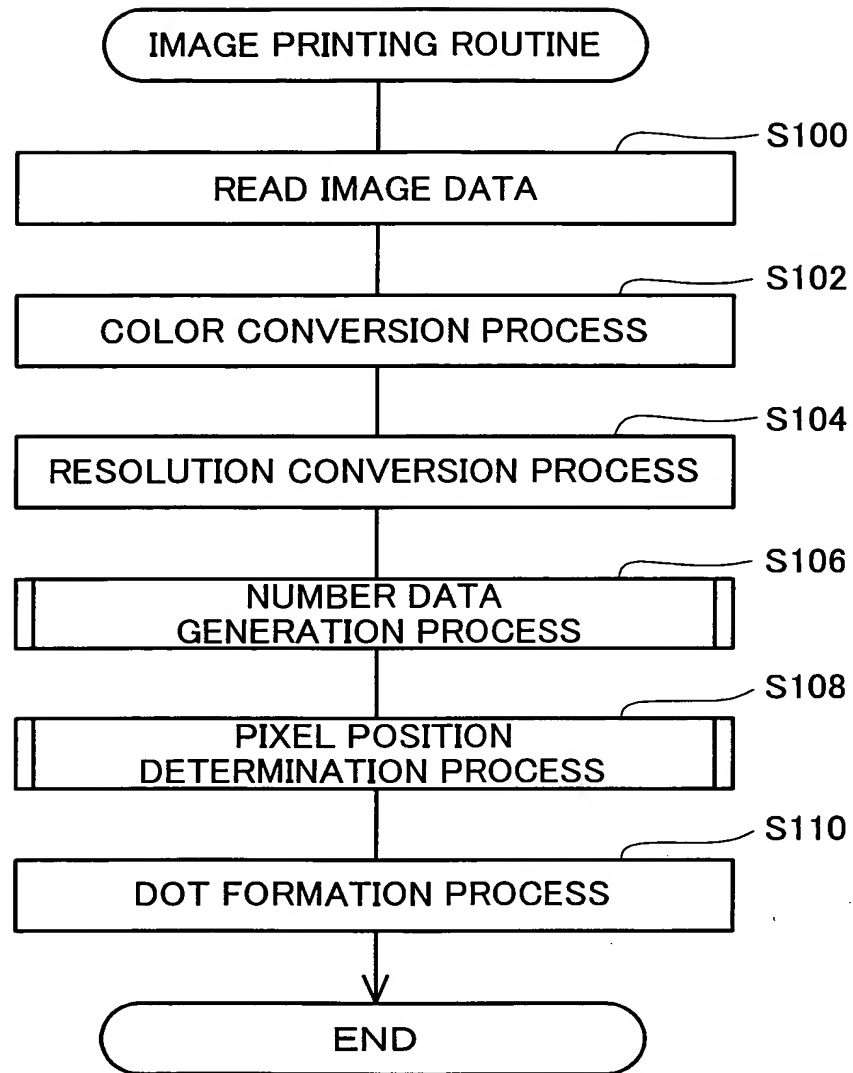 IMAGE PRINTING ROUTINE
S100
READ IMAGE DATA
S102
COLOR CONVERSION PROCESS
S104
RESOLUTION CONVERSION PROCESS
S106
NUMBER DATA
GENERATION PROCESS
S108
PIXEL POSITION
DETERMINATION PROCESS
S110
DOT FORMATION PROCESS
END